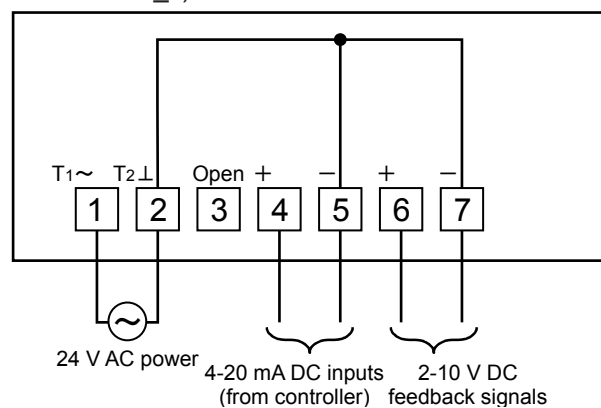 T1~ T2⊥ Open + − + −
1 2 3 4 5 6 7
~
24 V AC power
4-20 mA DC inputs
(from controller)
2-10 V DC
feedback signals